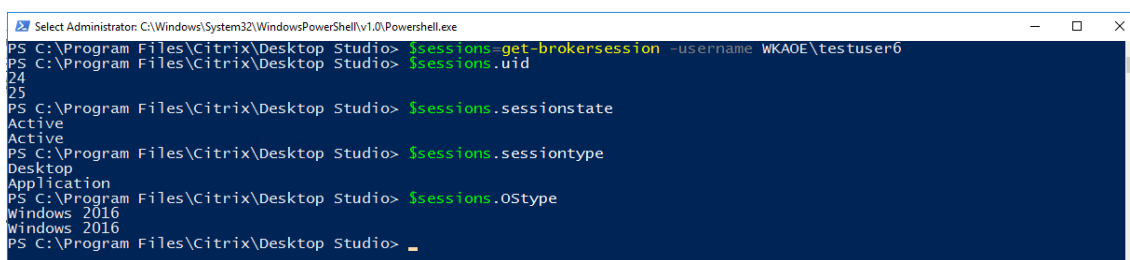 Select Administrator: C:\Windows\System32\WindowsPowerShell\v1.0\Powershell.exe
PS C:\Program Files\Citrix\Desktop Studio> $sessions=get-brokersession -username WKAOE\testuser6
PS C:\Program Files\Citrix\Desktop Studio> $sessions.uid
24
25
PS C:\Program Files\Citrix\Desktop Studio> $sessions.sessionstate
Active
Active
PS C:\Program Files\Citrix\Desktop Studio> $sessions.sessiontype
Desktop
Application
PS C:\Program Files\Citrix\Desktop Studio> $sessions.OStype
Windows 2016
Windows 2016
PS C:\Program Files\Citrix\Desktop Studio>